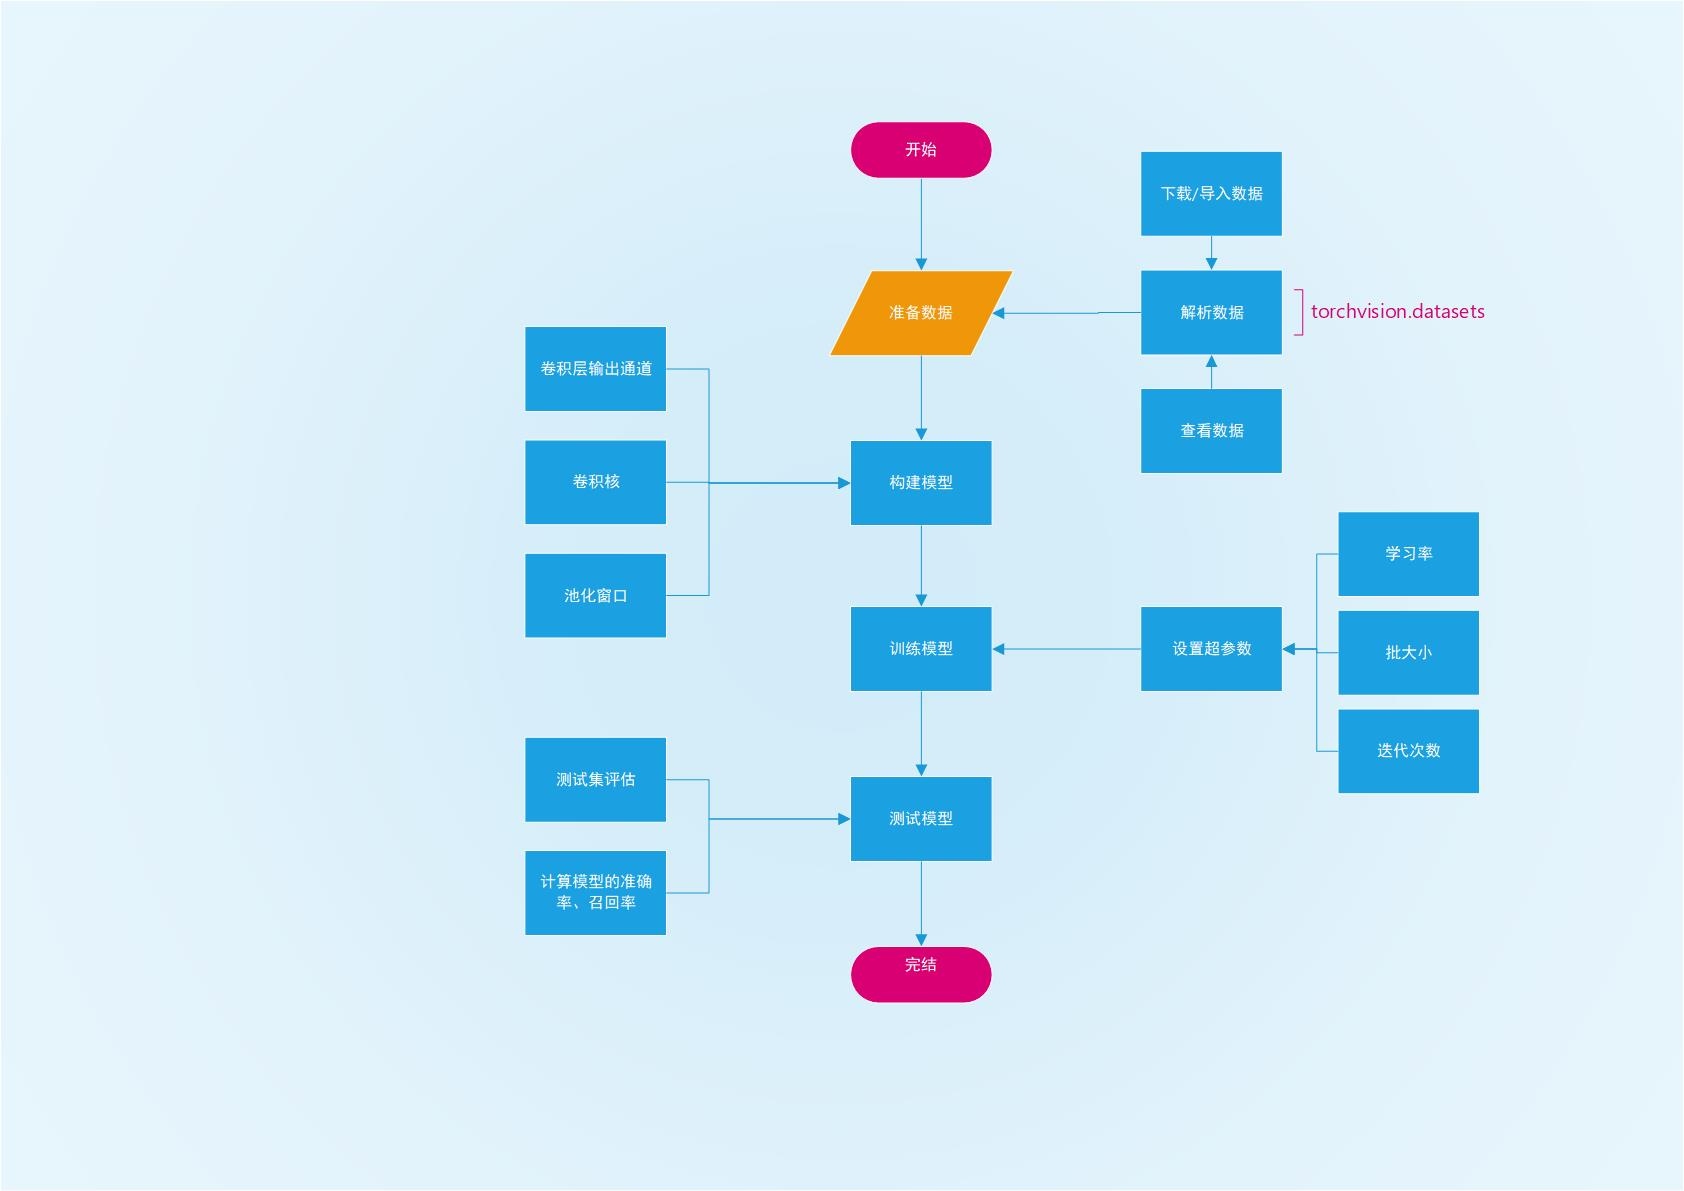 开始
下载/导入数据
准备数据
解析数据
torchvision.datasets
查看数据
卷积层输出通道
卷积核
池化窗口
构建模型
训练模型
设置超参数
学习率
批大小
迭代次数
测试集评估
计算模型的准确
率、召回率
测试模型
完结